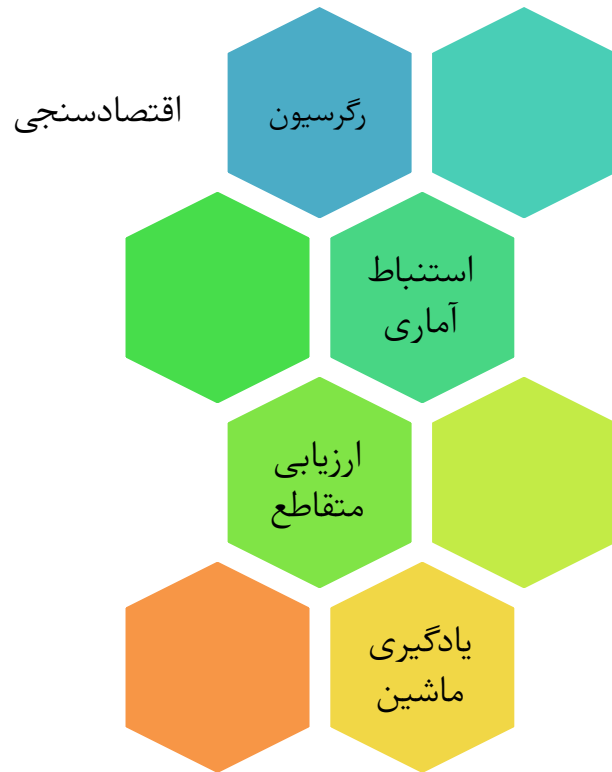 رگرسیون
اقتصادسنجی
استنباط
آماری
ارزیابی
متقاطع
یادگیری
ماشین